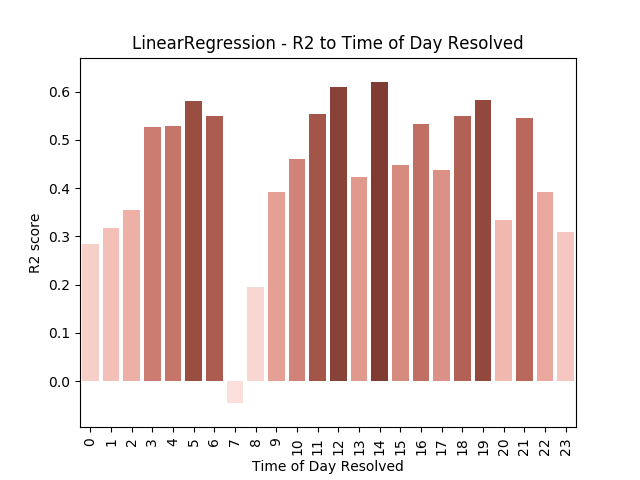 LinearRegression - R2 to Time of Day Resolved
R2 score
0.6
0.5
0.4
0.3
0.2
0.1
0.0
0 1 2 3 4 5 6 7 8 9 10 11 12 13 14 15 16 17 18 19 20 21 22 23
Time of Day Resolved